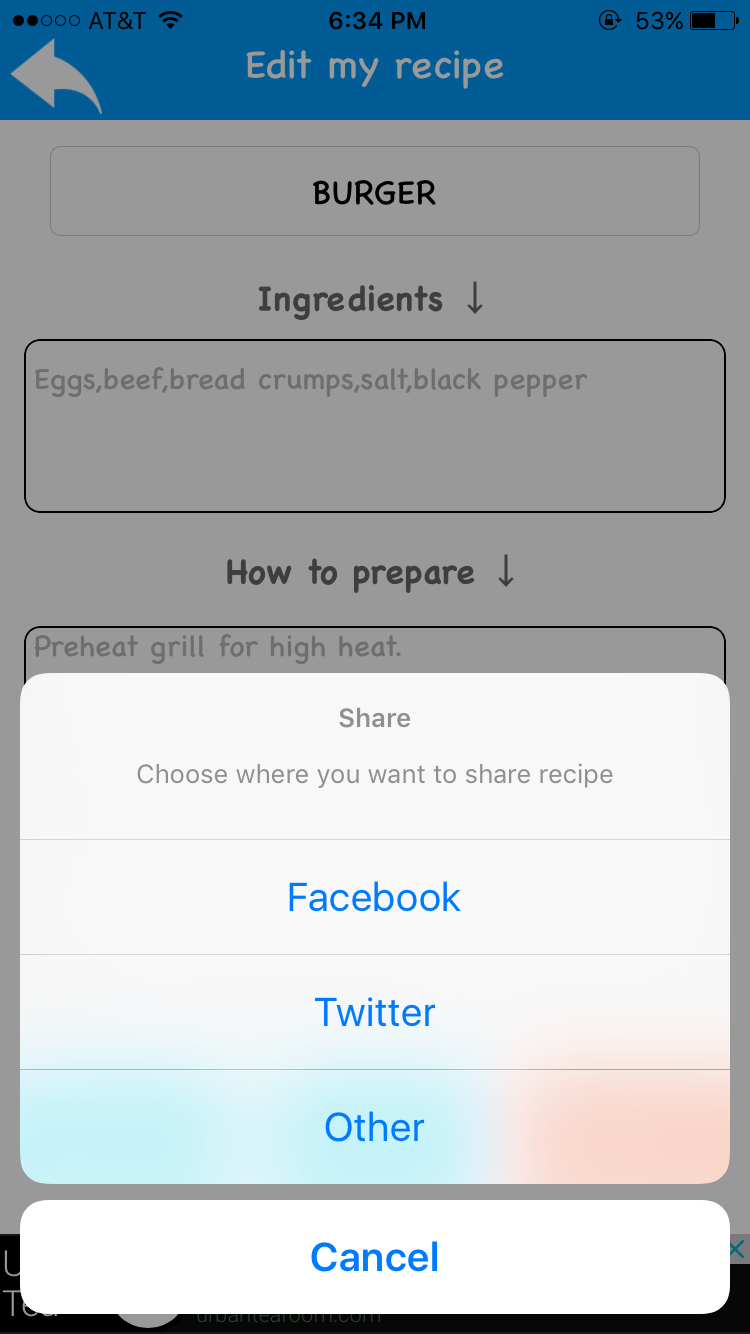 AT&T 6:34 PM 53%
Edit my recipe
BURGER
Ingredients ↓
Eggs,beef,bread crumps,salt,black pepper
How to prepare ↓
Preheat grill for high heat.
Share
Choose where you want to share recipe
Facebook
Twitter
Other
Cancel
urbantearoom.com